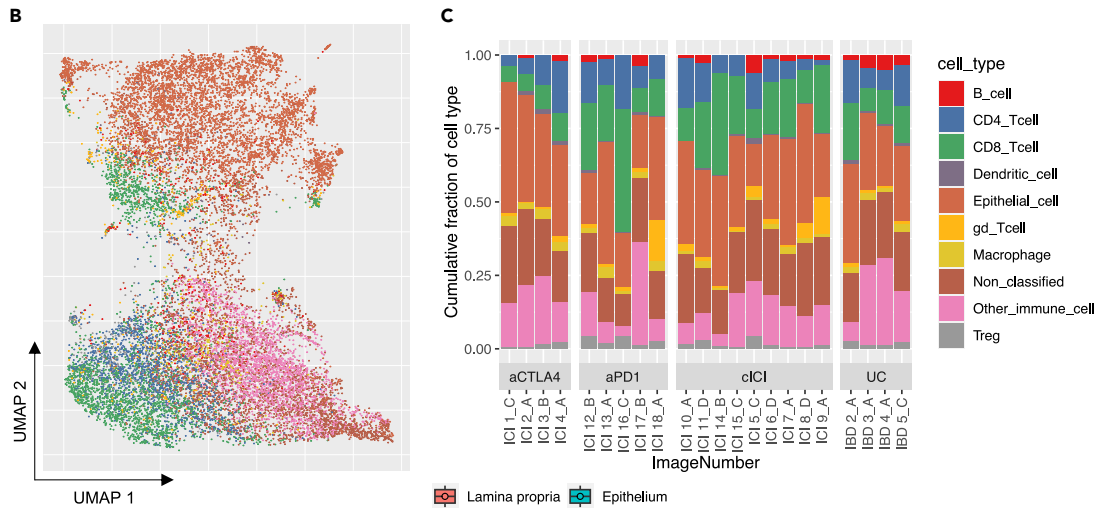 B
UMAP 2
UMAP 1
C
Cumulative fraction of cell type
1.00
0.75
0.50
0.25
0.00
aCTLA4
aPD1
cICI
UC
ICI 1_C
ICI 2_A
ICI 3_B
ICI 4_A
ICI 12_B
ICI 13_A
ICI 16_C
ICI 17_B
ICI 18_A
ICI 10_A
ICI 11_D
ICI 14_B
ICI 15_C
ICI 5_C
ICI 6_D
ICI 7_A
ICI 8_D
ICI 9_A
IBD 2_A
IBD 3_A
IBD 4_A
IBD 5_C
ImageNumber
cell_type
B_cell
CD4_Tcell
CD8_Tcell
Dendritic_cell
Epithelial_cell
gd_Tcell
Macrophage
Non_classified
Other_immune_cell
Treg
Lamina propria
Epithelium